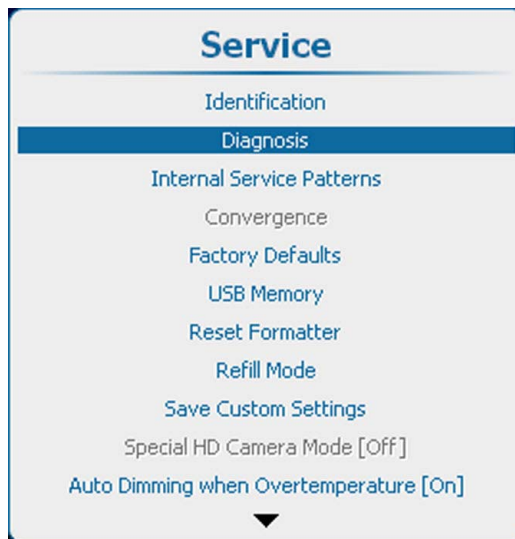 Service
Identification
Diagnosis
Internal Service Patterns
Convergence
Factory Defaults
USB Memory
Reset Formatter
Refill Mode
Save Custom Settings
Special HD Camera Mode [Off]
Auto Dimming when Overtemperature [On]